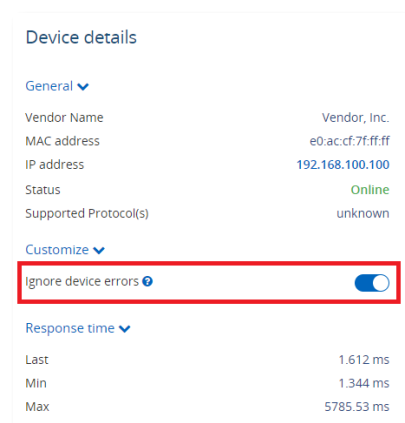 Device details
General
Vendor Name Vendor, Inc.
MAC address e0:ac:cf:7f:ff:ff
IP address 192.168.100.100
Status Online
Supported Protocol(s) unknown
Customize
Ignore device errors ?
Response time
Last 1.612 ms
Min 1.344 ms
Max 5785.53 ms